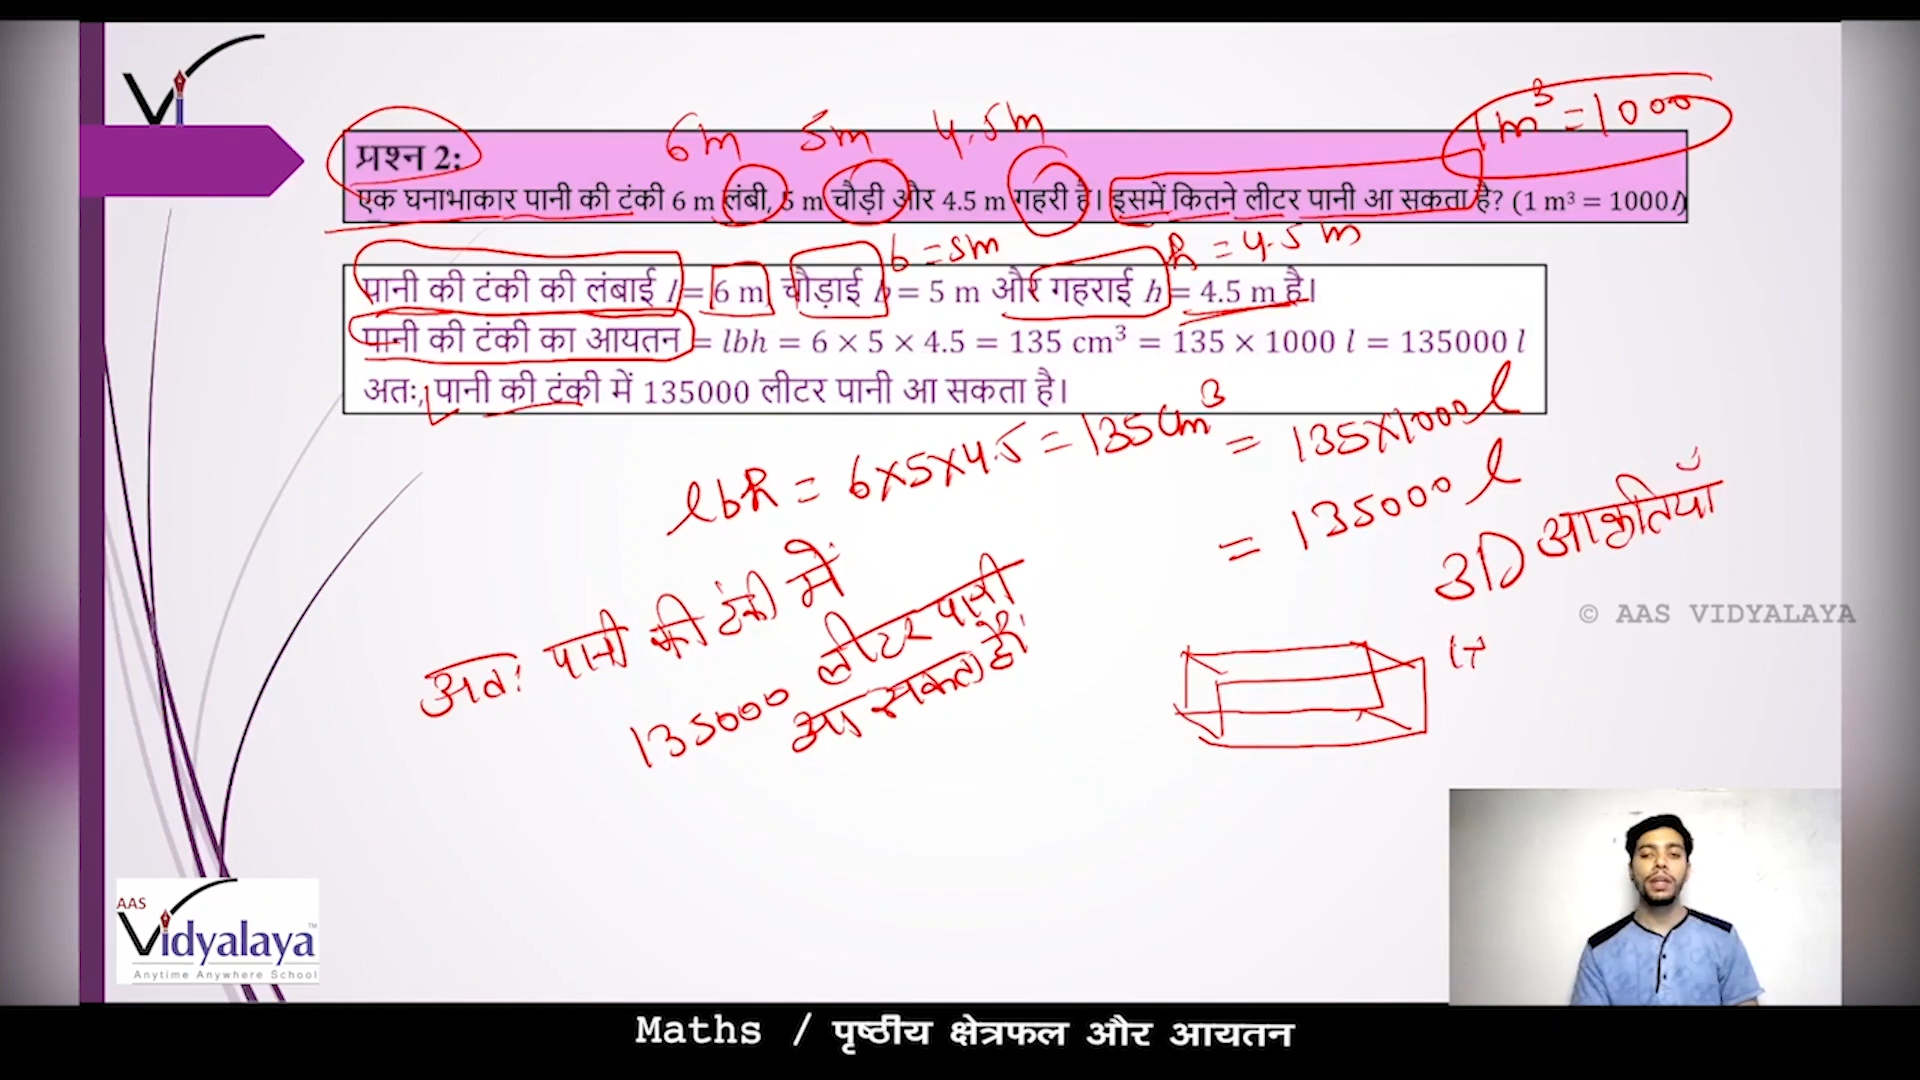 6m 5m 4.5m 1m³ = 1000
प्रश्न 2:
एक घनाभाकार पानी की टंकी 6 m लंबी, 5 m चौड़ी और 4.5 m गहरी है। इसमें कितने लीटर पानी आ सकता है? (1 m³ = 1000 l)
b = 5m h = 4.5 m
पानी की टंकी की लंबाई l = 6 m, चौड़ाई b = 5 m और गहराई h = 4.5 m है।
पानी की टंकी का आयतन = lbh = 6 × 5 × 4.5 = 135 cm³ = 135 × 1000 l = 135000 l
अतः, पानी की टंकी में 135000 लीटर पानी आ सकता है।
lbh = 6×5×4.5 = 135cm³ = 135×1000 l
= 135000 l
3D आकृतियाँ
अतः पानी की टंकी में
135000 लीटर पानी
आ सकता है।
© AAS VIDYALAYA
AAS
Vidyalaya™
Anytime Anywhere School
Maths / पृष्ठीय क्षेत्रफल और आयतन